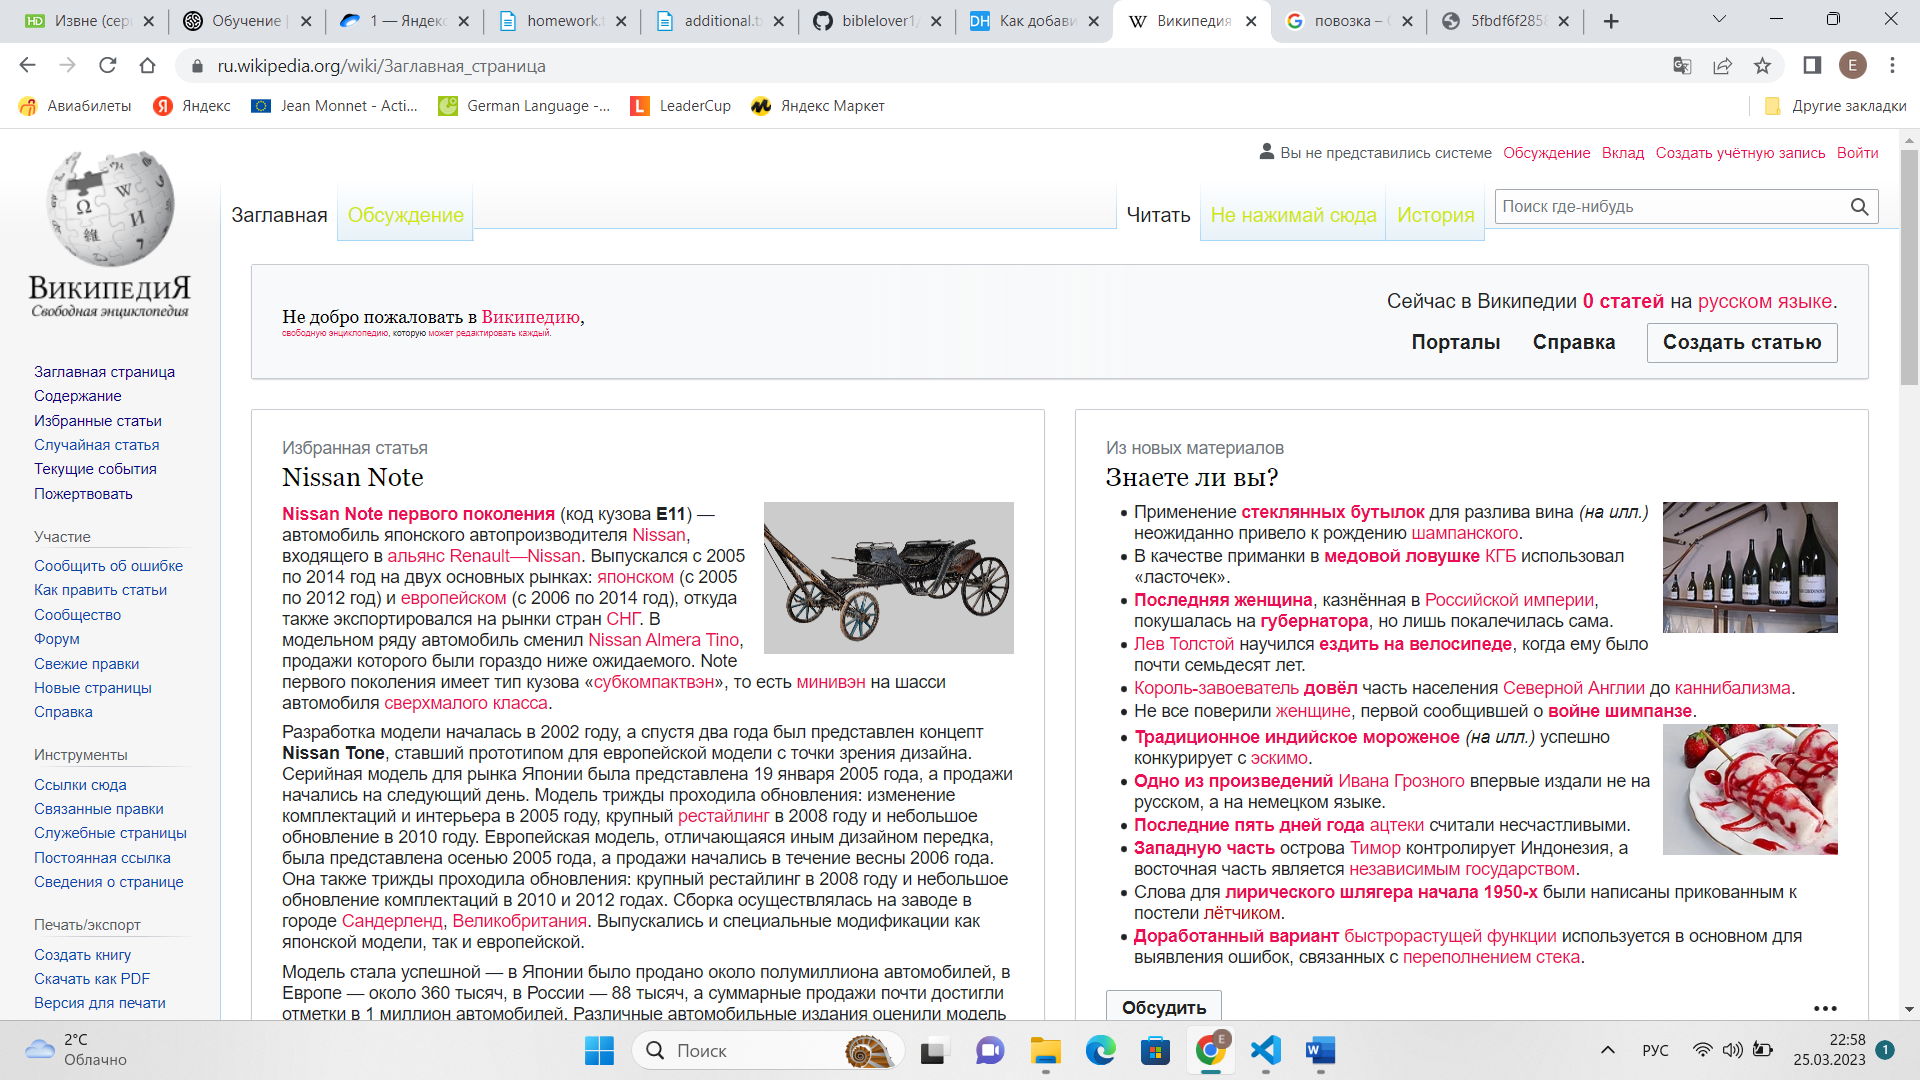 Извне (сер
Обучение
1 — Яндекс
homework.t
additional.t
biblelover1/
Как добави
Википедия
повозка – 
5fbdf6f285
ru.wikipedia.org/wiki/Заглавная_страница
E
Авиабилеты
Яндекс
Jean Monnet - Acti...
German Language -...
LeaderCup
Яндекс Маркет
Другие закладки
Вы не представились системе Обсуждение Вклад Создать учётную запись Войти
Заглавная
Обсуждение
Читать
Не нажимай сюда
История
Поиск где-нибудь
ВикипедиЯ
Свободная энциклопедия
Заглавная страница
Содержание
Избранные статьи
Случайная статья
Текущие события
Пожертвовать
Участие
Сообщить об ошибке
Как править статьи
Сообщество
Форум
Свежие правки
Новые страницы
Справка
Инструменты
Ссылки сюда
Связанные правки
Служебные страницы
Постоянная ссылка
Сведения о странице
Печать/экспорт
Создать книгу
Скачать как PDF
Версия для печати
Не добро пожаловать в Википедию,
свободную энциклопедию, которую может редактировать каждый.
Сейчас в Википедии 0 статей на русском языке.
Порталы
Справка
Создать статью
Избранная статья
Nissan Note
Nissan Note первого поколения (код кузова E11) —
автомобиль японского автопроизводителя Nissan,
входящего в альянс Renault—Nissan. Выпускался с 2005
по 2014 год на двух основных рынках: японском (с 2005
по 2012 год) и европейском (с 2006 по 2014 год), откуда
также экспортировался на рынки стран СНГ. В
модельном ряду автомобиль сменил Nissan Almera Tino,
продажи которого были гораздо ниже ожидаемого. Note
первого поколения имеет тип кузова «субкомпактвэн», то есть минивэн на шасси
автомобиля сверхмалого класса.
Разработка модели началась в 2002 году, а спустя два года был представлен концепт
Nissan Tone, ставший прототипом для европейской модели с точки зрения дизайна.
Серийная модель для рынка Японии была представлена 19 января 2005 года, а продажи
начались на следующий день. Модель трижды проходила обновления: изменение
комплектаций и интерьера в 2005 году, крупный рестайлинг в 2008 году и небольшое
обновление в 2010 году. Европейская модель, отличающаяся иным дизайном передка,
была представлена осенью 2005 года, а продажи начались в течение весны 2006 года.
Она также трижды проходила обновления: крупный рестайлинг в 2008 году и небольшое
обновление комплектаций в 2010 и 2012 годах. Сборка осуществлялась на заводе в
городе Сандерленд, Великобритания. Выпускались и специальные модификации как
японской модели, так и европейской.
Модель стала успешной — в Японии было продано около полумиллиона автомобилей, в
Европе — около 360 тысяч, в России — 88 тысяч, а суммарные продажи почти достигли
отметки в 1 миллион автомобилей. Различные автомобильные издания оценили модель
Из новых материалов
Знаете ли вы?
Применение стеклянных бутылок для разлива вина (на илл.)
неожиданно привело к рождению шампанского.
В качестве приманки в медовой ловушке КГБ использовал
«ласточек».
Последняя женщина, казнённая в Российской империи,
покушалась на губернатора, но лишь покалечилась сама.
Лев Толстой научился ездить на велосипеде, когда ему было
почти семьдесят лет.
Король-завоеватель довёл часть населения Северной Англии до каннибализма.
Не все поверили женщине, первой сообщившей о войне шимпанзе.
Традиционное индийское мороженое (на илл.) успешно
конкурирует с эскимо.
Одно из произведений Ивана Грозного впервые издали не на
русском, а на немецком языке.
Последние пять дней года ацтеки считали несчастливыми.
Западную часть острова Тимор контролирует Индонезия, а
восточная часть является независимым государством.
Слова для лирического шлягера начала 1950-х были написаны прикованным к
постели лётчиком.
Доработанный вариант быстрорастущей функции используется в основном для
выявления ошибок, связанных с переполнением стека.
Обсудить
2°C
Облачно
Поиск
E
РУС
22:58
25.03.2023
1